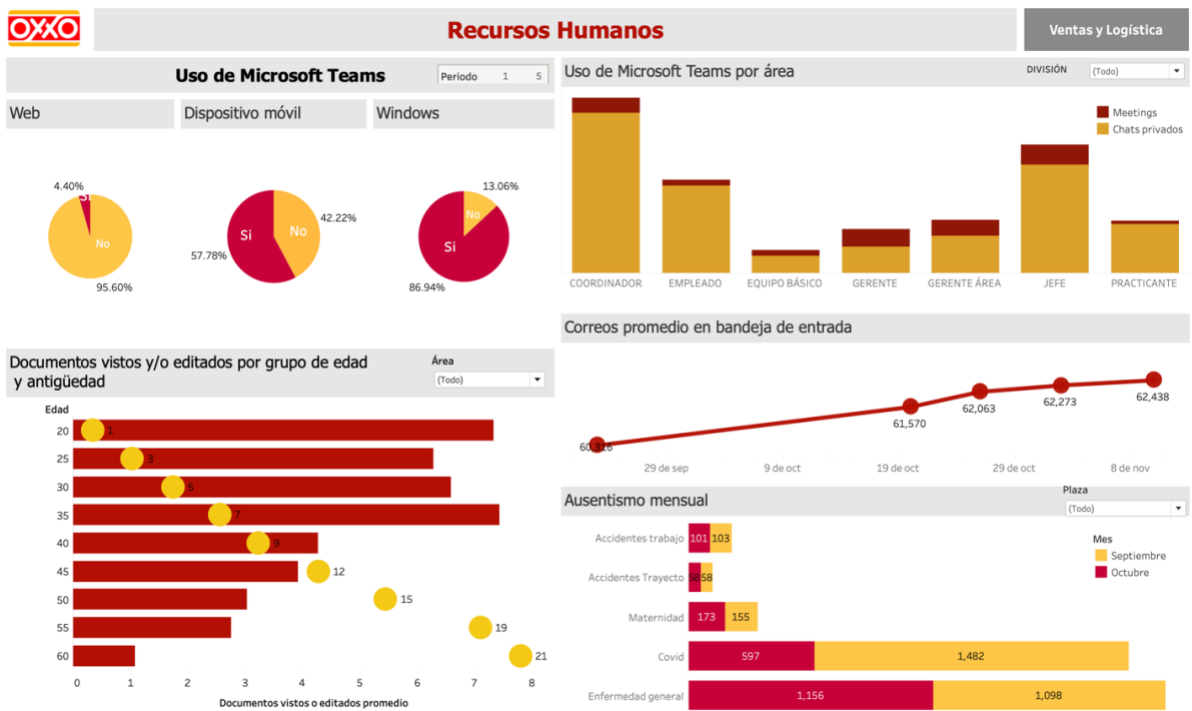 OXXO
Recursos Humanos
Ventas y Logística
Uso de Microsoft Teams
Periodo 1 5
Web
Dispositivo móvil
Windows
4.40%
Si
No
95.60%
Si
No
42.22%
57.78%
13.06%
No
Si
86.94%
Uso de Microsoft Teams por área
DIVISIÓN
(Todo)
Meetings
Chats privados
COORDINADOR
EMPLEADO
EQUIPO BÁSICO
GERENTE
GERENTE ÁREA
JEFE
PRACTICANTE
Correos promedio en bandeja de entrada
60,326
61,570
62,063
62,273
62,438
29 de sep
9 de oct
19 de oct
29 de oct
8 de nov
Documentos vistos y/o editados por grupo de edad
y antigüedad
Área
(Todo)
Edad
20 1
25 3
30 5
35 7
40 9
45 12
50 15
55 19
60 21
0 1 2 3 4 5 6 7 8
Documentos vistos o editados promedio
Ausentismo mensual
Plaza
(Todo)
Accidentes trabajo 101 103
Accidentes Trayecto 58 58
Maternidad 173 155
Covid 597 1,482
Enfermedad general 1,156 1,098
Mes
Septiembre
Octubre